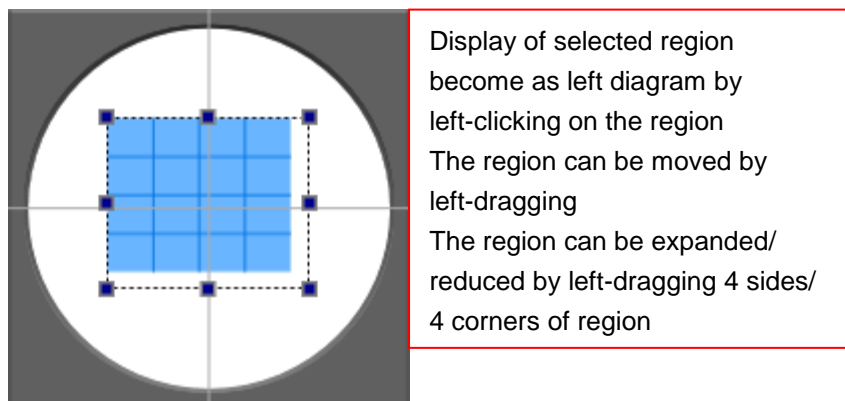 Display of selected region
become as left diagram by
left-clicking on the region
The region can be moved by
left-dragging
The region can be expanded/
reduced by left-dragging 4 sides/
4 corners of region